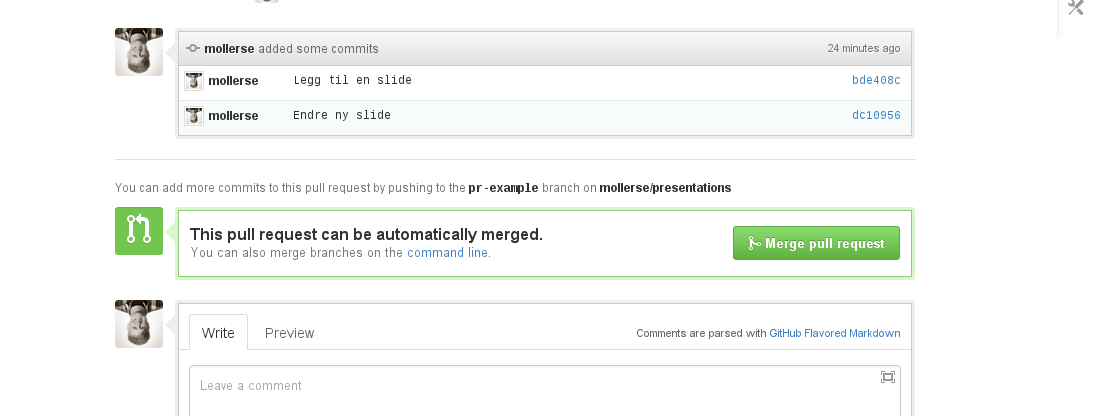 mollerse added some commits 24 minutes ago
mollerse Legg til en slide bde408c
mollerse Endre ny slide dc10956
You can add more commits to this pull request by pushing to the pr-example branch on mollerse/presentations
This pull request can be automatically merged.
You can also merge branches on the command line.
Merge pull request
Write Preview Comments are parsed with GitHub Flavored Markdown
Leave a comment